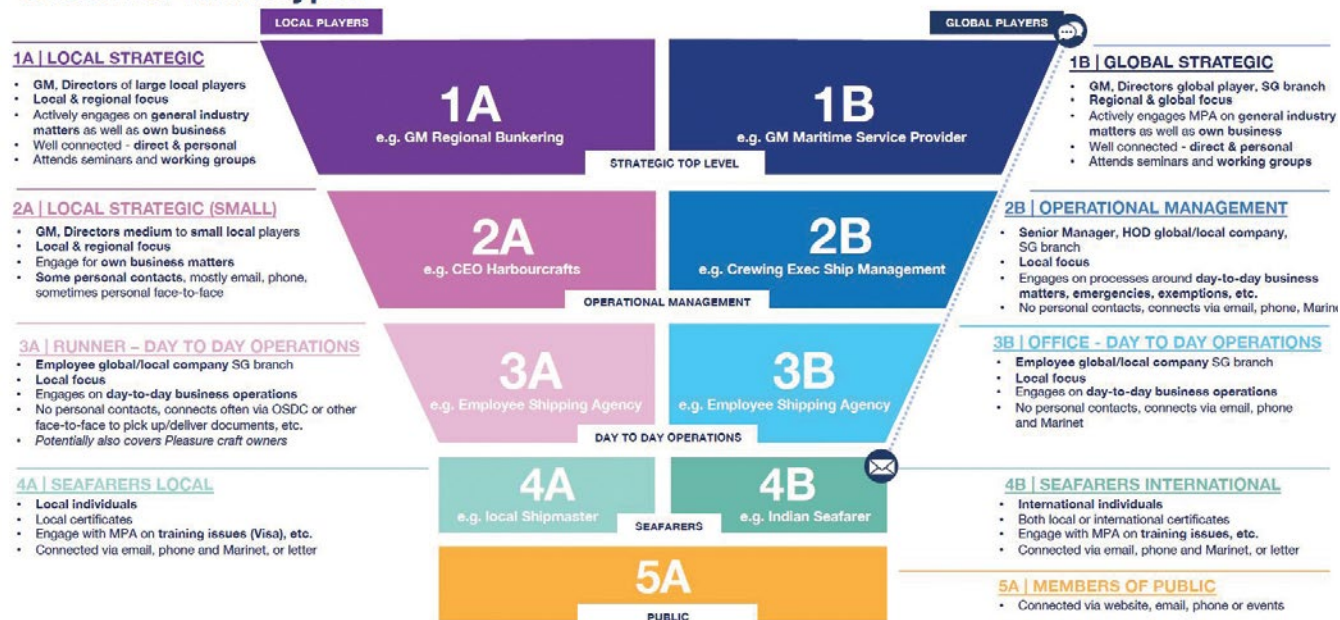 LOCAL PLAYERS
GLOBAL PLAYERS
1A | LOCAL STRATEGIC
• GM, Directors of large local players
• Local & regional focus
• Actively engages on general industry
matters as well as own business
• Well connected - direct & personal
• Attends seminars and working groups
1A
e.g. GM Regional Bunkering
1B
e.g. GM Maritime Service Provider
STRATEGIC TOP LEVEL
1B | GLOBAL STRATEGIC
• GM, Directors global player, SG branch
• Regional & global focus
• Actively engages MPA on general industry
matters as well as own business
• Well connected - direct & personal
• Attends seminars and working groups
2A | LOCAL STRATEGIC (SMALL)
• GM, Directors medium to small local players
• Local & regional focus
• Engage for own business matters
• Some personal contacts, mostly email, phone,
sometimes personal face-to-face
2A
e.g. CEO Harbourcrafts
2B
e.g. Crewing Exec Ship Management
OPERATIONAL MANAGEMENT
2B | OPERATIONAL MANAGEMENT
• Senior Manager, HOD global/local company,
SG branch
• Local focus
• Engages on processes around day-to-day business
matters, emergencies, exemptions, etc.
• No personal contacts, connects via email, phone, Marine
3A | RUNNER – DAY TO DAY OPERATIONS
• Employee global/local company SG branch
• Local focus
• Engages on day-to-day business operations
• No personal contacts, connects often via OSDC or other
face-to-face to pick up/deliver documents, etc.
• Potentially also covers Pleasure craft owners
3A
e.g. Employee Shipping Agency
3B
e.g. Employee Shipping Agency
DAY TO DAY OPERATIONS
3B | OFFICE - DAY TO DAY OPERATIONS
• Employee global/local company SG branch
• Local focus
• Engages on day-to-day business operations
• No personal contacts, connects via email, phone
and Marinet
4A | SEAFARERS LOCAL
• Local individuals
• Local certificates
• Engage with MPA on training issues (Visa), etc.
• Connected via email, phone and Marinet, or letter
4A
e.g. local Shipmaster
4B
e.g. Indian Seafarer
SEAFARERS
4B | SEAFARERS INTERNATIONAL
• International individuals
• Both local or international certificates
• Engage with MPA on training issues, etc.
• Connected via email, phone and Marinet, or letter
5A
PUBLIC
5A | MEMBERS OF PUBLIC
• Connected via website, email, phone or events